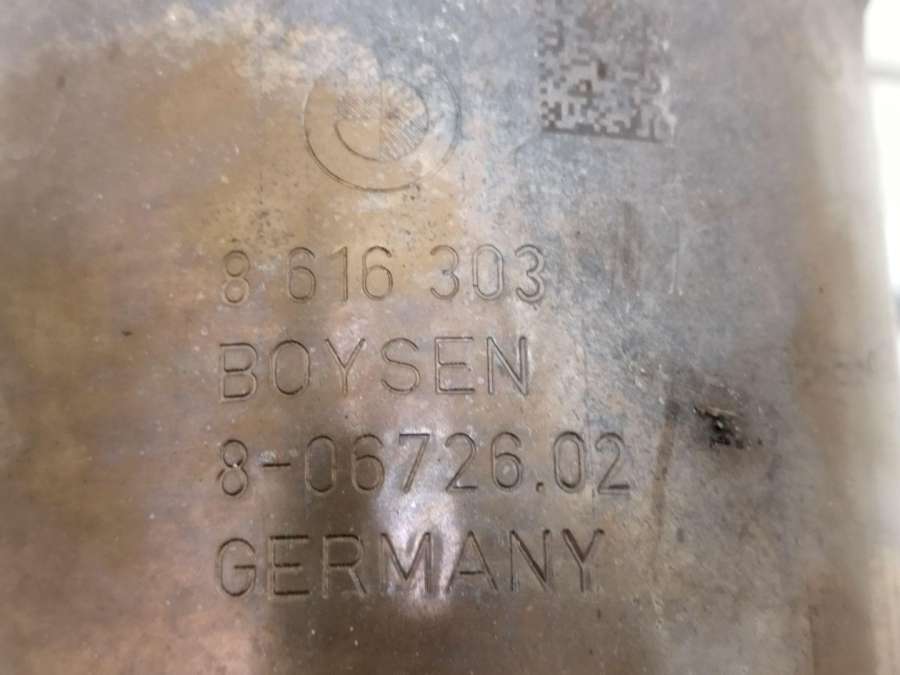 8 616 303
BOYSEN
8-06726.02
GERMANY